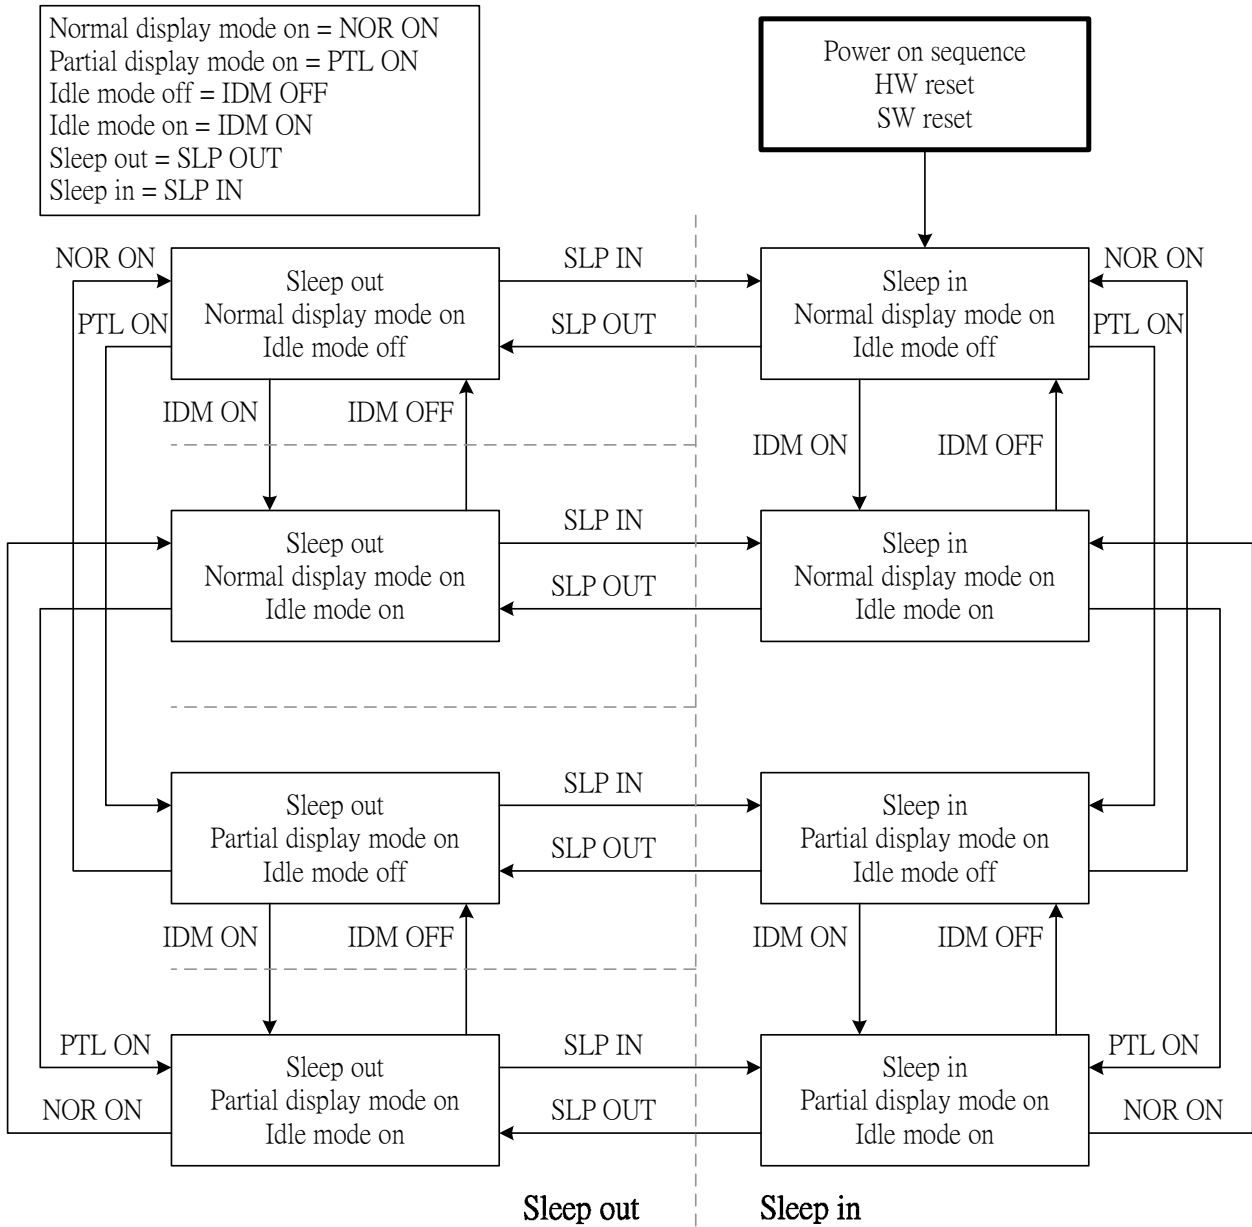 Normal display mode on = NOR ON
Partial display mode on = PTL ON
Idle mode off = IDM OFF
Idle mode on = IDM ON
Sleep out = SLP OUT
Sleep in = SLP IN
Power on sequence
HW reset
SW reset
NOR ON
PTL ON
Sleep out
Normal display mode on
Idle mode off
SLP IN
SLP OUT
Sleep in
Normal display mode on
Idle mode off
NOR ON
PTL ON
IDM ON
IDM OFF
IDM ON
IDM OFF
Sleep out
Normal display mode on
Idle mode on
SLP IN
SLP OUT
Sleep in
Normal display mode on
Idle mode on
Sleep out
Partial display mode on
Idle mode off
SLP IN
SLP OUT
Sleep in
Partial display mode on
Idle mode off
IDM ON
IDM OFF
IDM ON
IDM OFF
PTL ON
NOR ON
Sleep out
Partial display mode on
Idle mode on
SLP IN
SLP OUT
Sleep in
Partial display mode on
Idle mode on
PTL ON
NOR ON
Sleep out
Sleep in